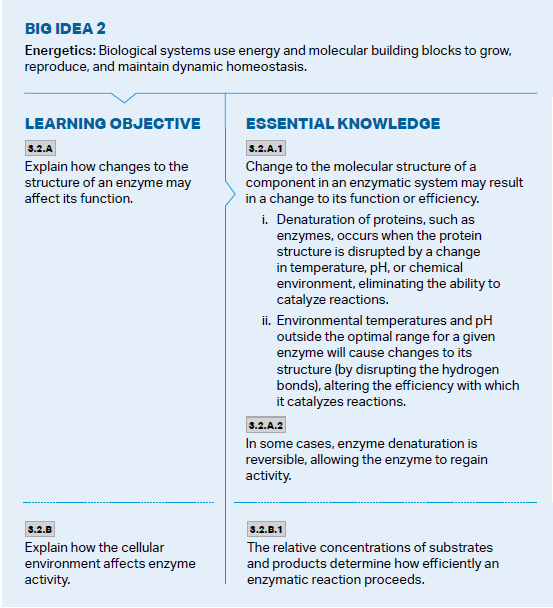 BIG IDEA 2
Energetics: Biological systems use energy and molecular building blocks to grow,
reproduce, and maintain dynamic homeostasis.
LEARNING OBJECTIVE
3.2.A
Explain how changes to the
structure of an enzyme may
affect its function.
ESSENTIAL KNOWLEDGE
3.2.A.1
Change to the molecular structure of a
component in an enzymatic system may result
in a change to its function or efficiency.
i. Denaturation of proteins, such as
enzymes, occurs when the protein
structure is disrupted by a change
in temperature, pH, or chemical
environment, eliminating the ability to
catalyze reactions.
ii. Environmental temperatures and pH
outside the optimal range for a given
enzyme will cause changes to its
structure (by disrupting the hydrogen
bonds), altering the efficiency with which
it catalyzes reactions.
3.2.A.2
In some cases, enzyme denaturation is
reversible, allowing the enzyme to regain
activity.
3.2.B
Explain how the cellular
environment affects enzyme
activity.
3.2.B.1
The relative concentrations of substrates
and products determine how efficiently an
enzymatic reaction proceeds.